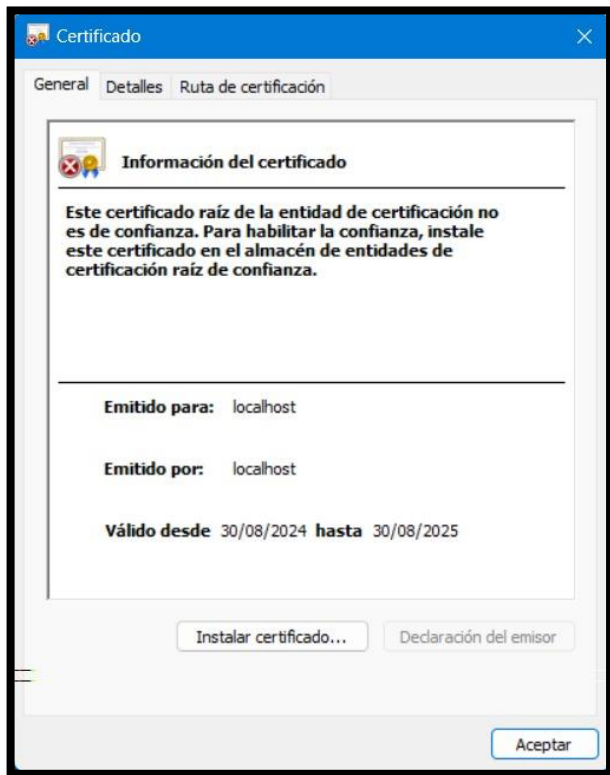 Certificado
General Detalles Ruta de certificación
Información del certificado
Este certificado raíz de la entidad de certificación no
es de confianza. Para habilitar la confianza, instale
este certificado en el almacén de entidades de
certificación raíz de confianza.
Emitido para: localhost
Emitido por: localhost
Válido desde 30/08/2024 hasta 30/08/2025
Instalar certificado... Declaración del emisor
Aceptar